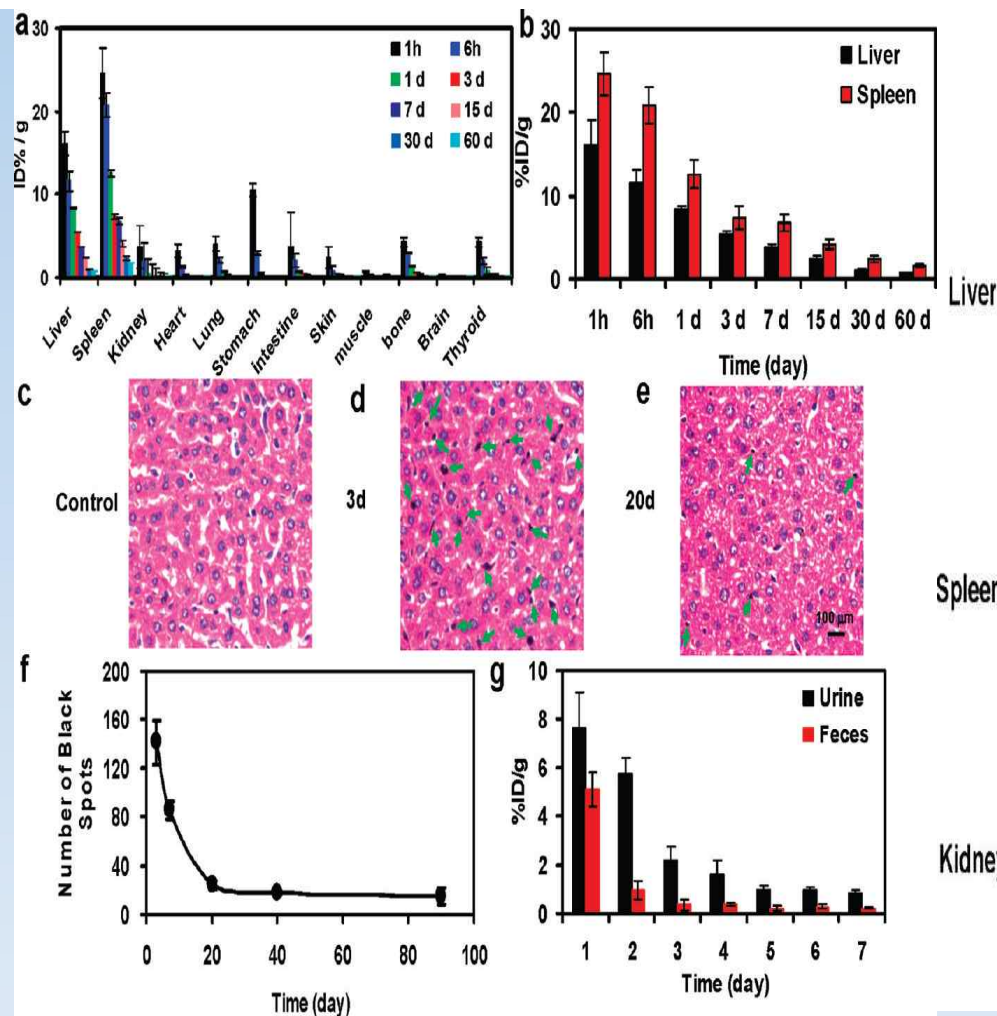 a
30
20
10
0
ID% / g
1h 6h
1 d 3 d
7 d 15 d
30 d 60 d
Liver
Spleen
Kidney
Heart
Lung
Stomach
intestine
Skin
muscle
bone
Brain
Thyroid
b
30
20
10
0
%ID/g
Liver
Spleen
1h 6h 1 d 3 d 7 d 15 d 30 d 60 d
Time (day)
Liver
c
Control
d
3d
e
20d
100 µm
Spleen
f
200
160
120
80
40
0
Number of Black
Spots
0 20 40 60 80 100
Time (day)
g
10
8
6
4
2
0
%ID/g
Urine
Feces
1 2 3 4 5 6 7
Time (day)
Kidney